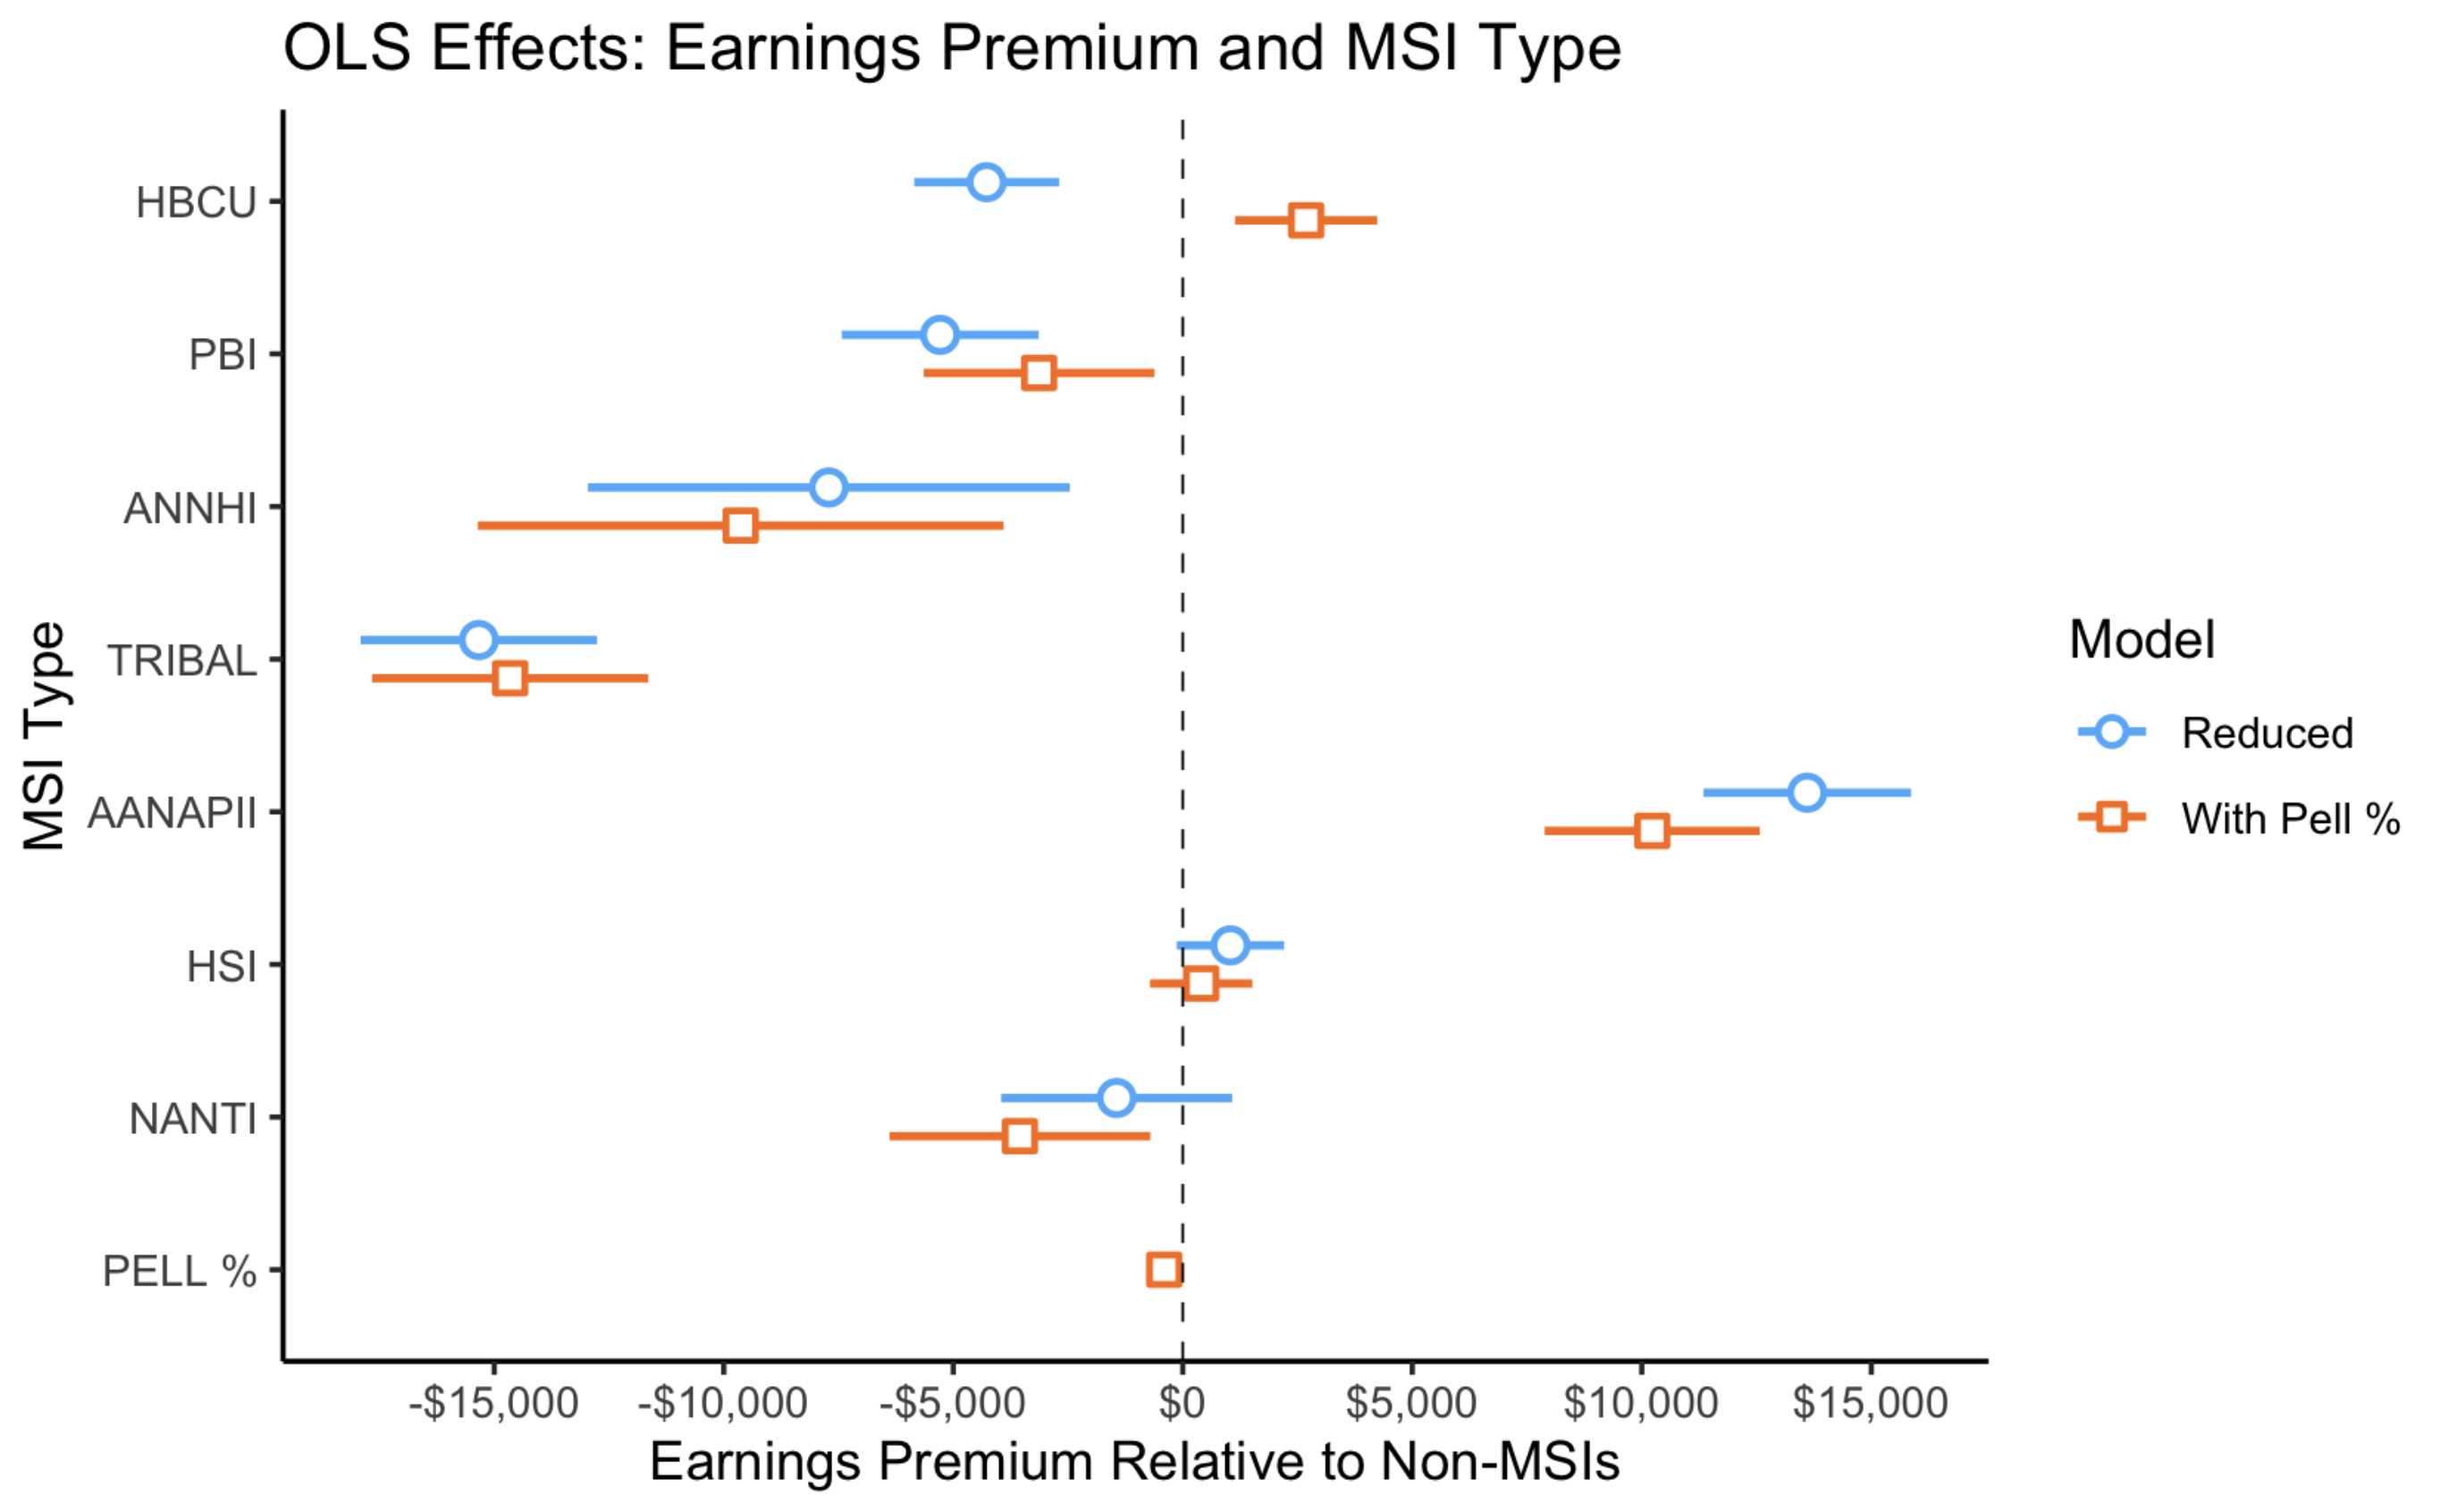 OLS Effects: Earnings Premium and MSI Type
MSI Type
HBCU
PBI
ANNHI
TRIBAL
AANAPII
HSI
NANTI
PELL %
-$15,000
-$10,000
-$5,000
$0
$5,000
$10,000
$15,000
Earnings Premium Relative to Non-MSIs
Model
Reduced
With Pell %